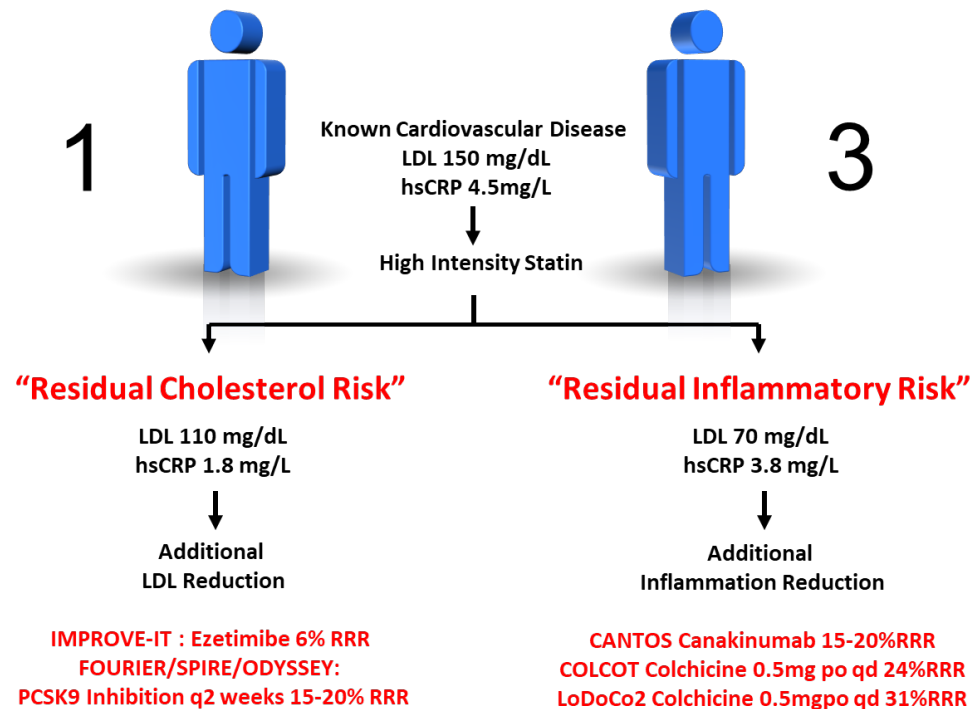 1
3
Known Cardiovascular Disease
LDL 150 mg/dL
hsCRP 4.5mg/L
High Intensity Statin
“Residual Cholesterol Risk”
LDL 110 mg/dL
hsCRP 1.8 mg/L
Additional
LDL Reduction
IMPROVE-IT : Ezetimibe 6% RRR
FOURIER/SPIRE/ODYSSEY:
PCSK9 Inhibition q2 weeks 15-20% RRR
“Residual Inflammatory Risk”
LDL 70 mg/dL
hsCRP 3.8 mg/L
Additional
Inflammation Reduction
CANTOS Canakinumab 15-20%RRR
COLCOT Colchicine 0.5mg po qd 24%RRR
LoDoCo2 Colchicine 0.5mgpo qd 31%RRR